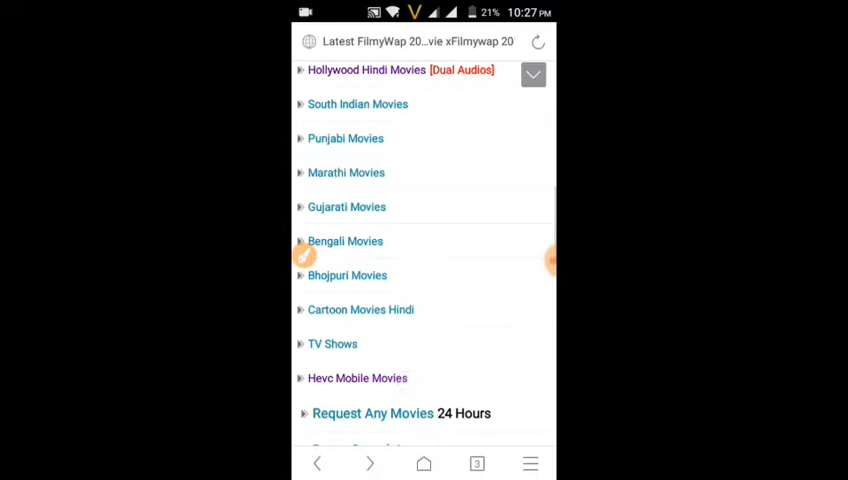 21% 10:27 PM
Latest FilmyWap 20...vie xFilmywap 20
Hollywood Hindi Movies [Dual Audios]
South Indian Movies
Punjabi Movies
Marathi Movies
Gujarati Movies
Bengali Movies
Bhojpuri Movies
Cartoon Movies Hindi
TV Shows
Hevc Mobile Movies
Request Any Movies 24 Hours
3